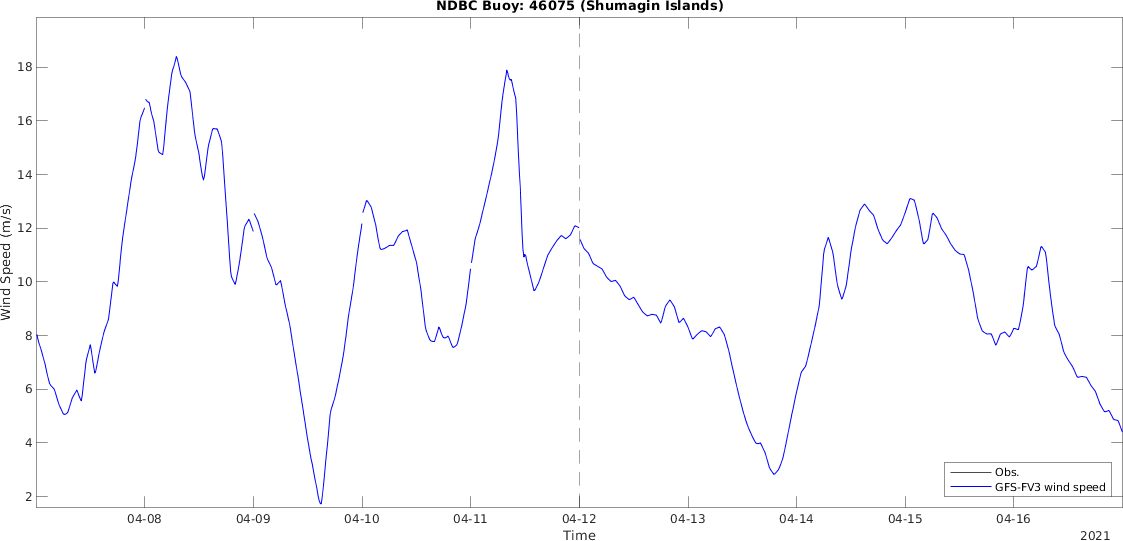 NDBC Buoy: 46075 (Shumagin Islands)
Wind Speed (m/s)
18
16
14
12
10
8
6
4
2
Obs.
GFS-FV3 wind speed
04-08 04-09 04-10 04-11 04-12 04-13 04-14 04-15 04-16
Time
2021